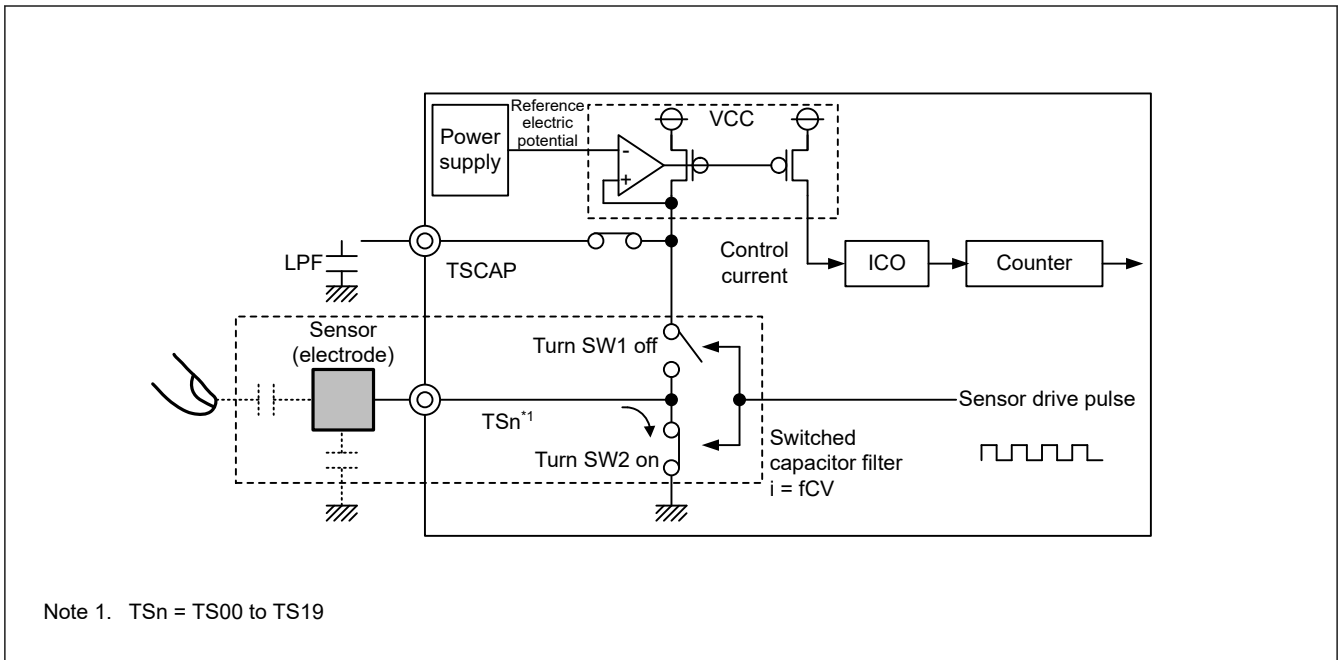 Reference
electric
potential
VCC
Power
supply
-
+
LPF
TSCAP
Control
current
ICO
Counter
Sensor
(electrode)
Turn SW1 off
TSn*1
Sensor drive pulse
Turn SW2 on
Switched
capacitor filter
i = fCV
Note 1. TSn = TS00 to TS19